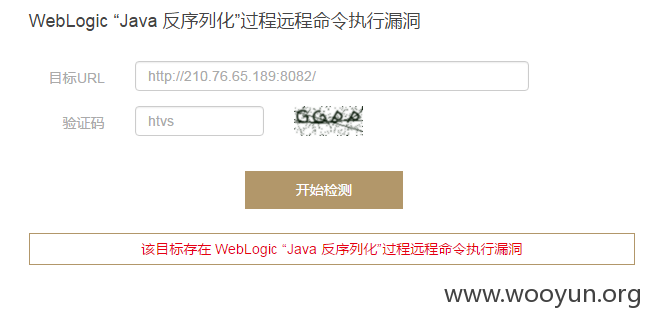 WebLogic “Java 反序列化”过程远程命令执行漏洞
目标URL http://210.76.65.189:8082/
验证码 htvs GGpp
开始检测
该目标存在 WebLogic “Java 反序列化”过程远程命令执行漏洞
www.wooyun.org